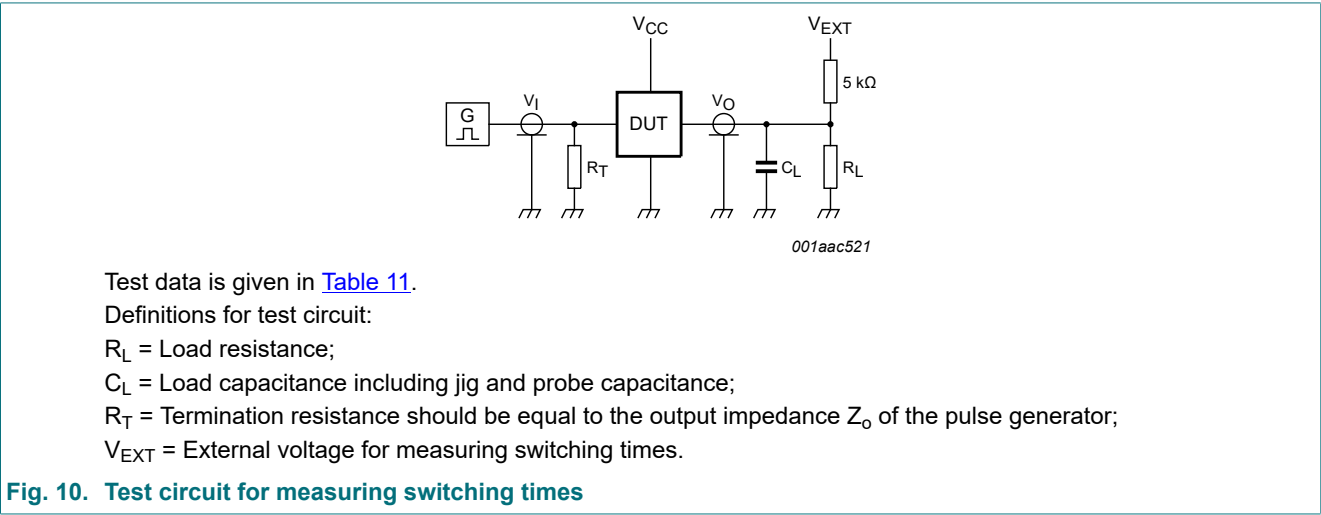 VCC
VEXT
5 kΩ
VI
VO
G
DUT
RT
CL
RL
001aac521
Test data is given in Table 11.
Definitions for test circuit:
RL = Load resistance;
CL = Load capacitance including jig and probe capacitance;
RT = Termination resistance should be equal to the output impedance Zo of the pulse generator;
VEXT = External voltage for measuring switching times.
Fig. 10. Test circuit for measuring switching times